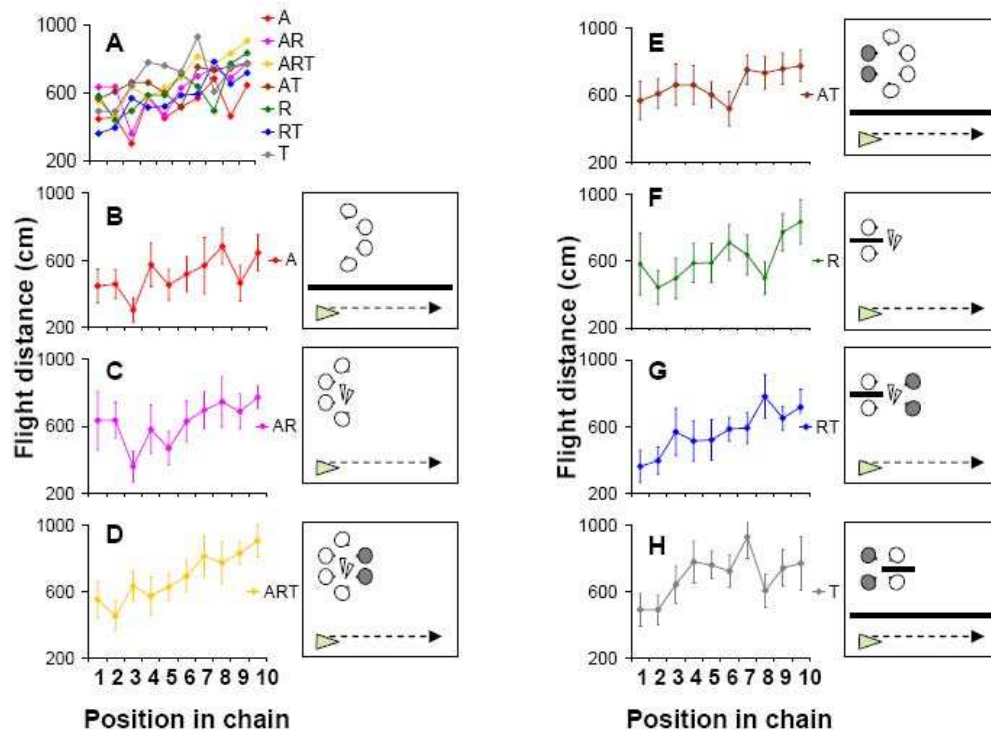 1000
600
200
A
A
AR
ART
AT
R
RT
T
1000
600
200
B
A
1000
600
200
C
AR
1000
600
200
D
ART
1 2 3 4 5 6 7 8 9 10
Position in chain
Flight distance (cm)
1000
600
200
E
AT
1000
600
200
F
R
1000
600
200
G
RT
1000
600
200
H
T
1 2 3 4 5 6 7 8 9 10
Position in chain
Flight distance (cm)